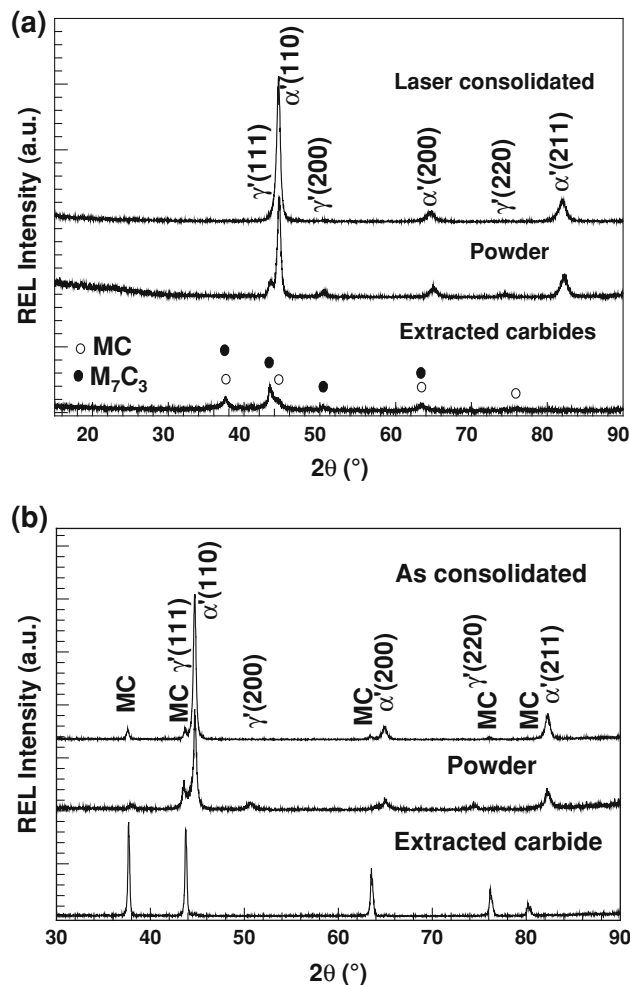 (a)
REL Intensity (a.u.)
γ'(111)
α'(110)
γ'(200)
α'(200)
γ'(220)
α'(211)
Laser consolidated
Powder
Extracted carbides
○ MC
● M₇C₃
20 30 40 50 60 70 80 90
2θ (°)
(b)
REL Intensity (a.u.)
MC
MC
γ'(111)
α'(110)
γ'(200)
MC
α'(200)
γ'(220)
MC
MC
α'(211)
As consolidated
Powder
Extracted carbide
30 40 50 60 70 80 90
2θ (°)